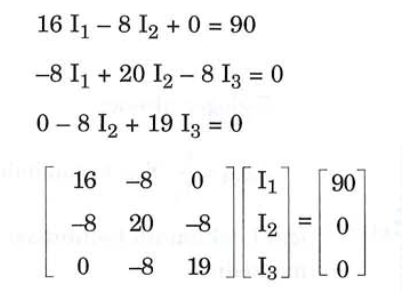 16 I₁ – 8 I₂ + 0 = 90
–8 I₁ + 20 I₂ – 8 I₃ = 0
0 – 8 I₂ + 19 I₃ = 0
[ 16 –8 0 ] [ I₁ ] = [ 90 ]
[ –8 20 –8 ] [ I₂ ] = [ 0 ]
[ 0 –8 19 ] [ I₃ ] = [ 0 ]